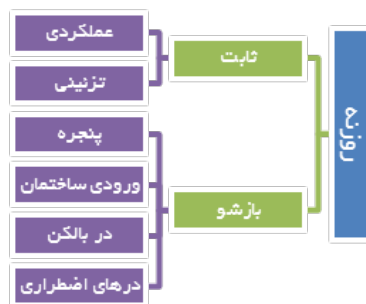 روزنه
ثابت
عملکردی
تزئینی
بازشو
پنجره
ورودی ساختمان
در بالکن
درهای اضطراری